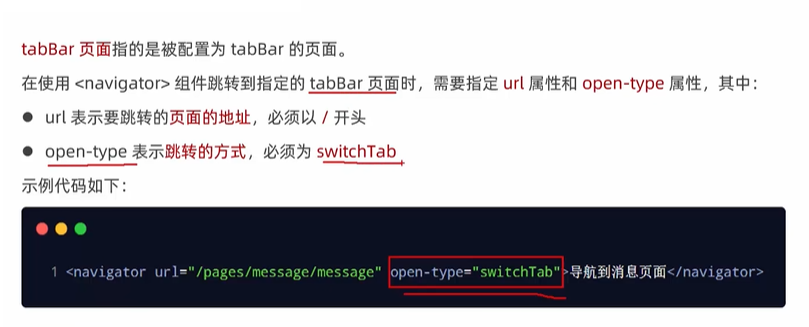 tabBar 页面指的是被配置为 tabBar 的页面。
在使用 <navigator> 组件跳转到指定的 tabBar 页面时，需要指定 url 属性和 open-type 属性，其中：
● url 表示要跳转的页面的地址，必须以 / 开头
● open-type 表示跳转的方式，必须为 switchTab
示例代码如下：
1 <navigator url="/pages/message/message" open-type="switchTab">导航到消息页面</navigator>